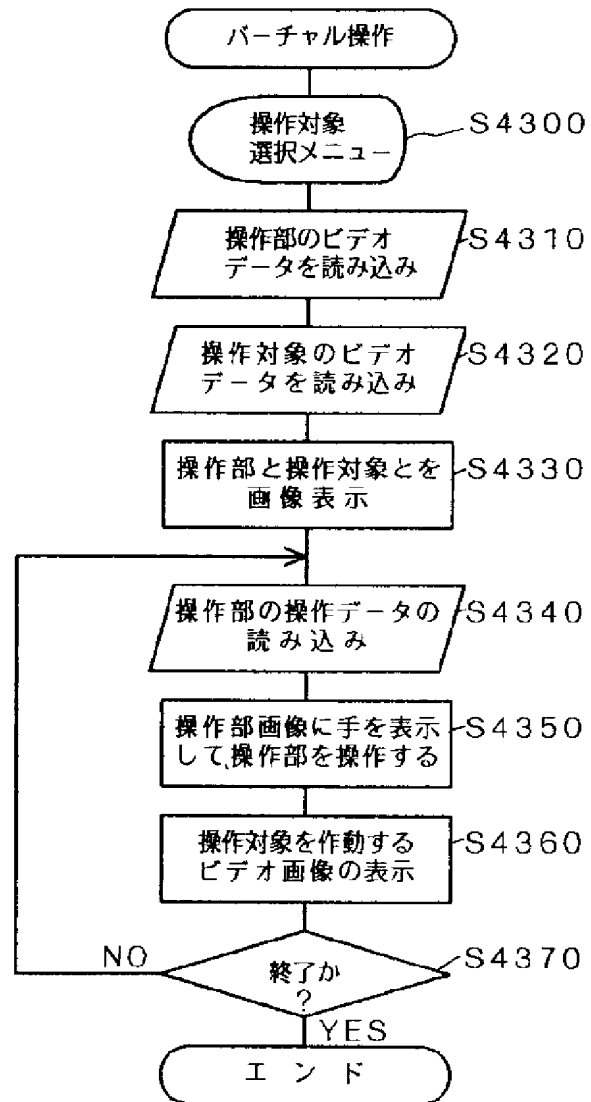 バーチャル操作
操作対象
選択メニュー
S4300
操作部のビデオ
データを読み込み
S4310
操作対象のビデオ
データを読み込み
S4320
操作部と操作対象とを
画像表示
S4330
操作部の操作データの
読み込み
S4340
操作部画像に手を表示
して、操作部を操作する
S4350
操作対象を作動する
ビデオ画像の表示
S4360
NO
終了か
?
S4370
YES
エンド